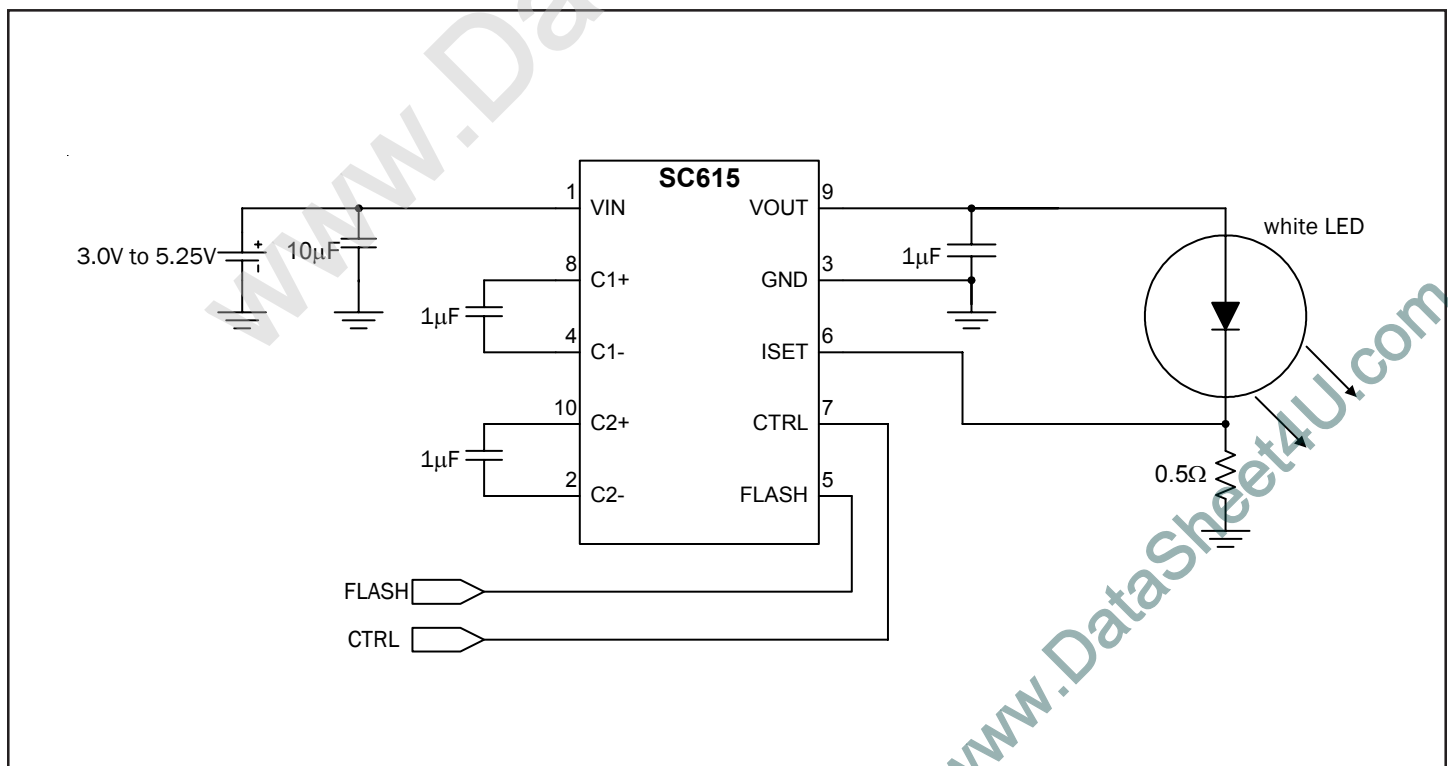 www.Da
SC615
1 VIN VOUT 9
white LED
3.0V to 5.25V + - 10μF
1μF
8 C1+ GND 3
1μF
4 C1- ISET 6
10 C2+ CTRL 7
1μF
2 C2- FLASH 5
0.5Ω
FLASH
CTRL
www.DataSheet4U.com